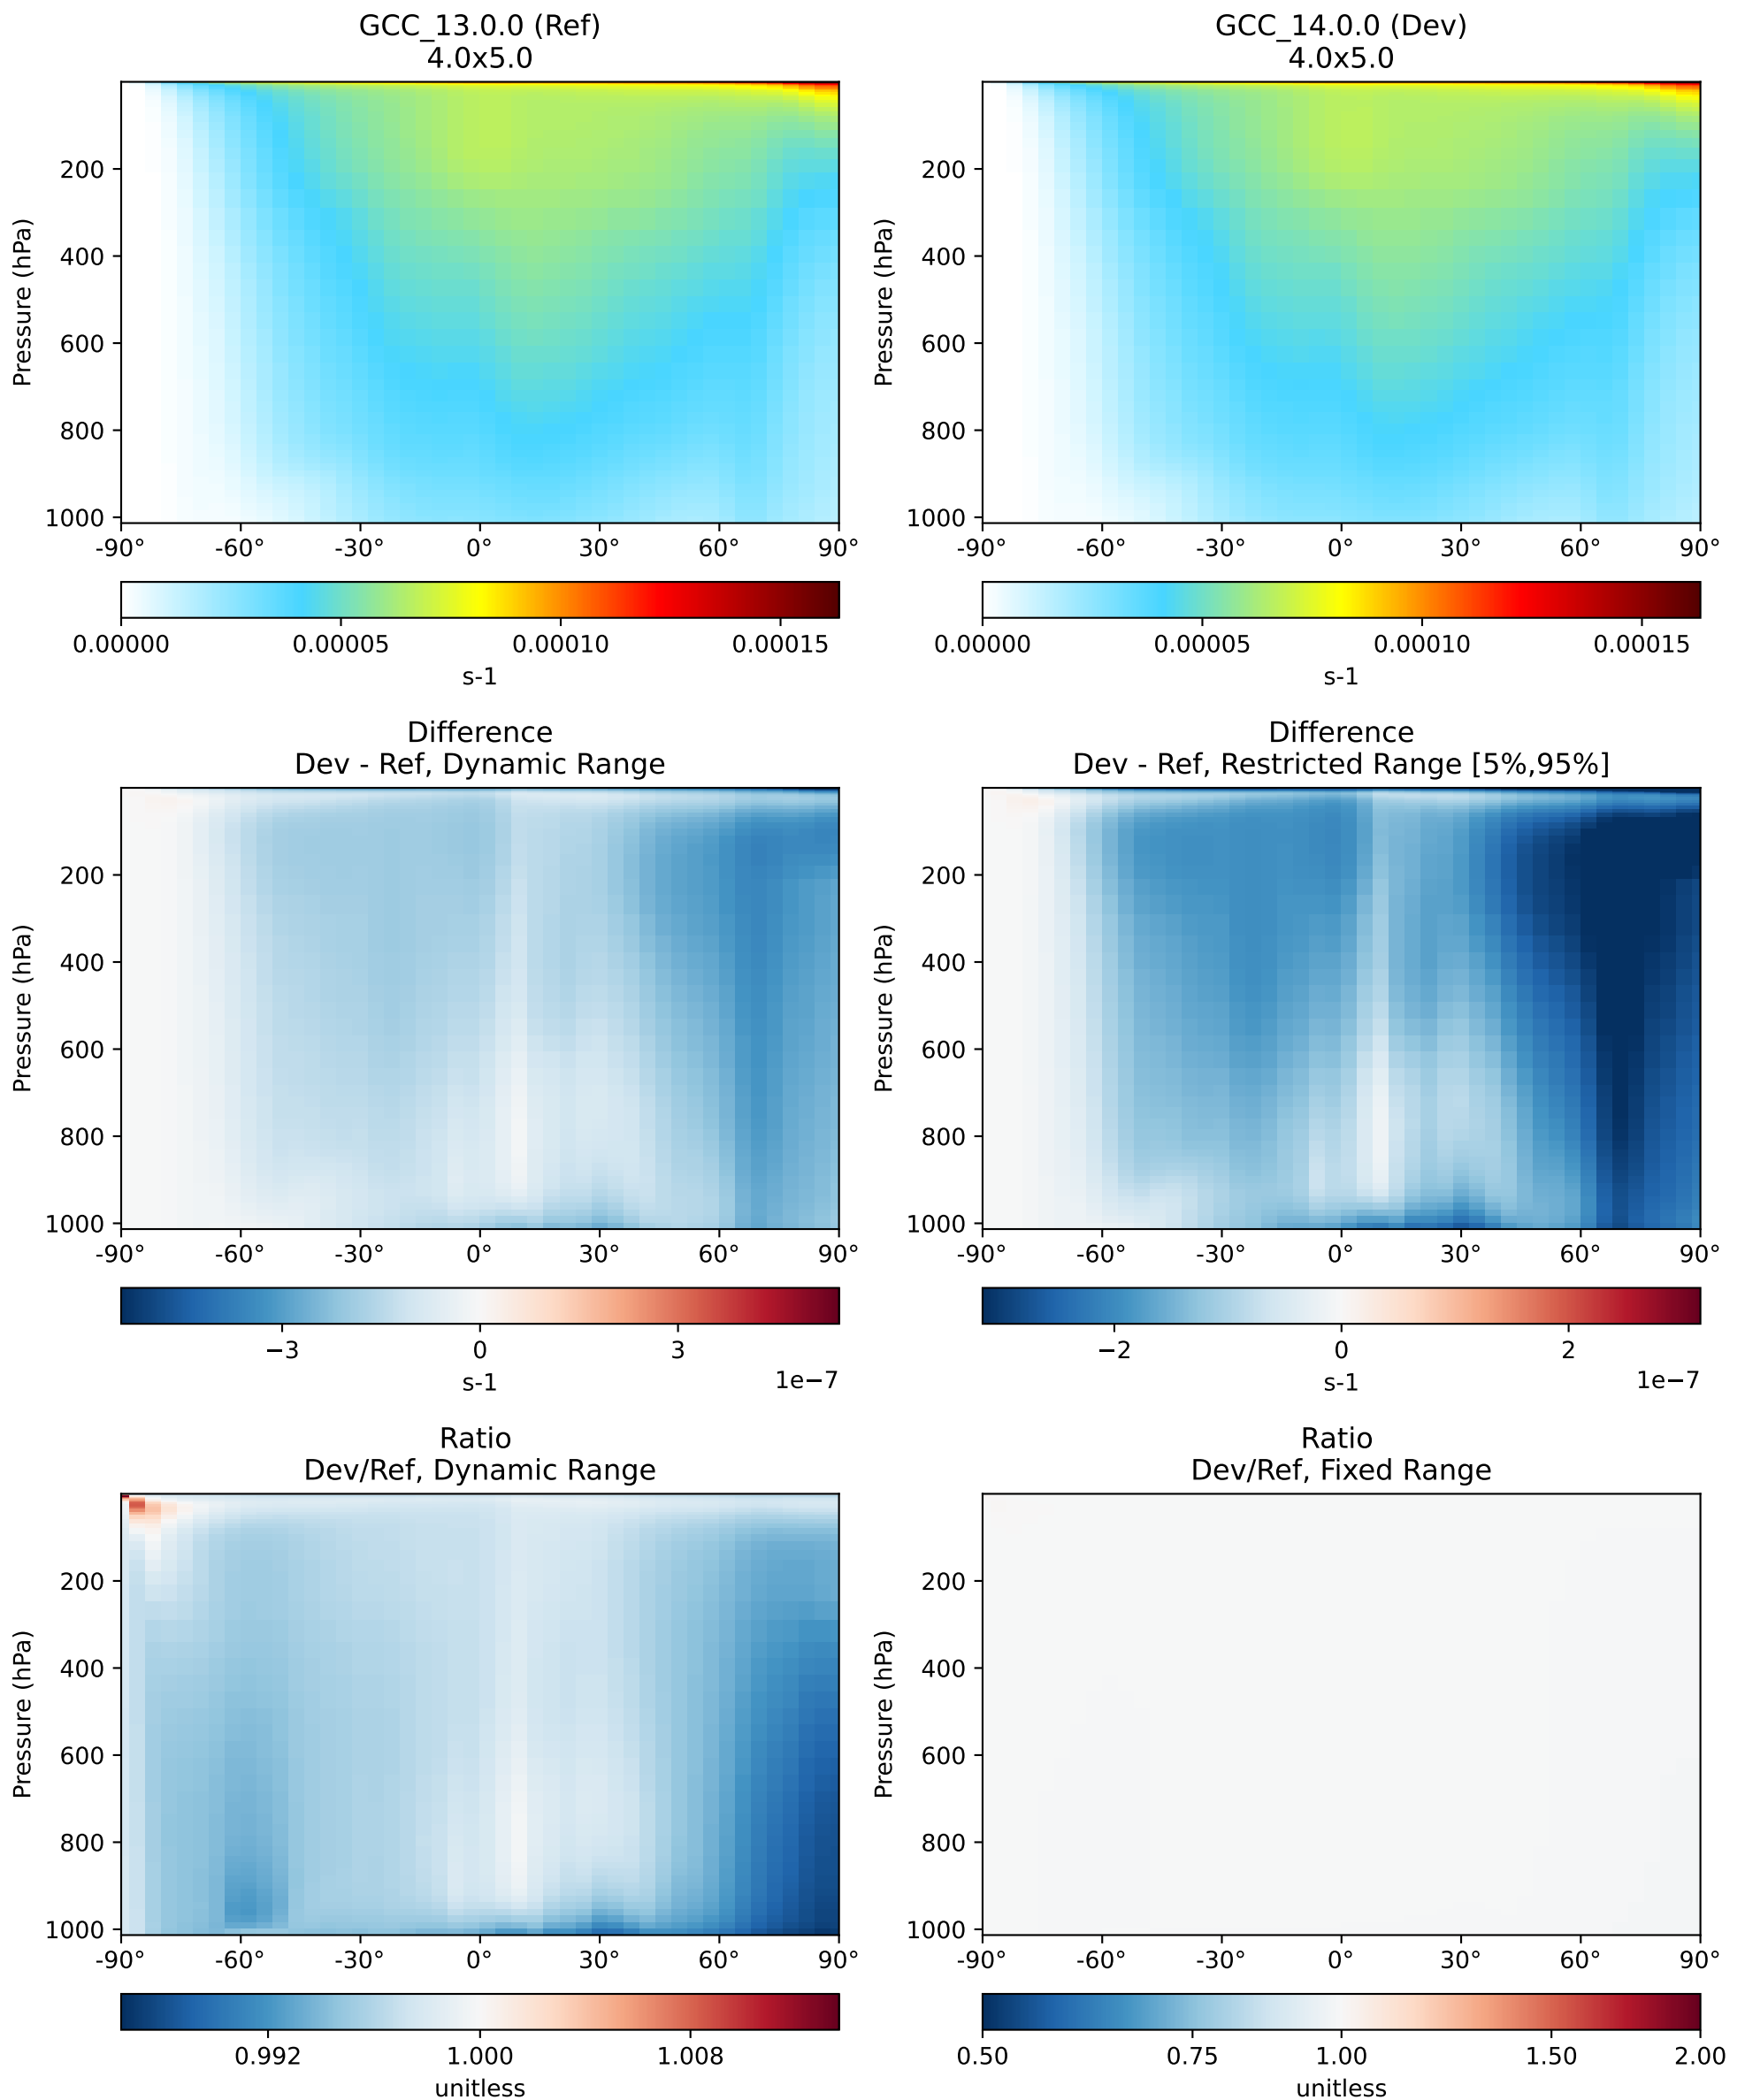 GCC_13.0.0 (Ref)
4.0x5.0
Pressure (hPa)
200
400
600
800
1000
-90° -60° -30° 0° 30° 60° 90°
0.00000 0.00005 0.00010 0.00015
s-1
GCC_14.0.0 (Dev)
4.0x5.0
Pressure (hPa)
200
400
600
800
1000
-90° -60° -30° 0° 30° 60° 90°
0.00000 0.00005 0.00010 0.00015
s-1
Difference
Dev - Ref, Dynamic Range
Pressure (hPa)
200
400
600
800
1000
-90° -60° -30° 0° 30° 60° 90°
−3 0 3
s-1 1e−7
Difference
Dev - Ref, Restricted Range [5%,95%]
Pressure (hPa)
200
400
600
800
1000
-90° -60° -30° 0° 30° 60° 90°
−2 0 2
s-1 1e−7
Ratio
Dev/Ref, Dynamic Range
Pressure (hPa)
200
400
600
800
1000
-90° -60° -30° 0° 30° 60° 90°
0.992 1.000 1.008
unitless
Ratio
Dev/Ref, Fixed Range
Pressure (hPa)
200
400
600
800
1000
-90° -60° -30° 0° 30° 60° 90°
0.50 0.75 1.00 1.50 2.00
unitless